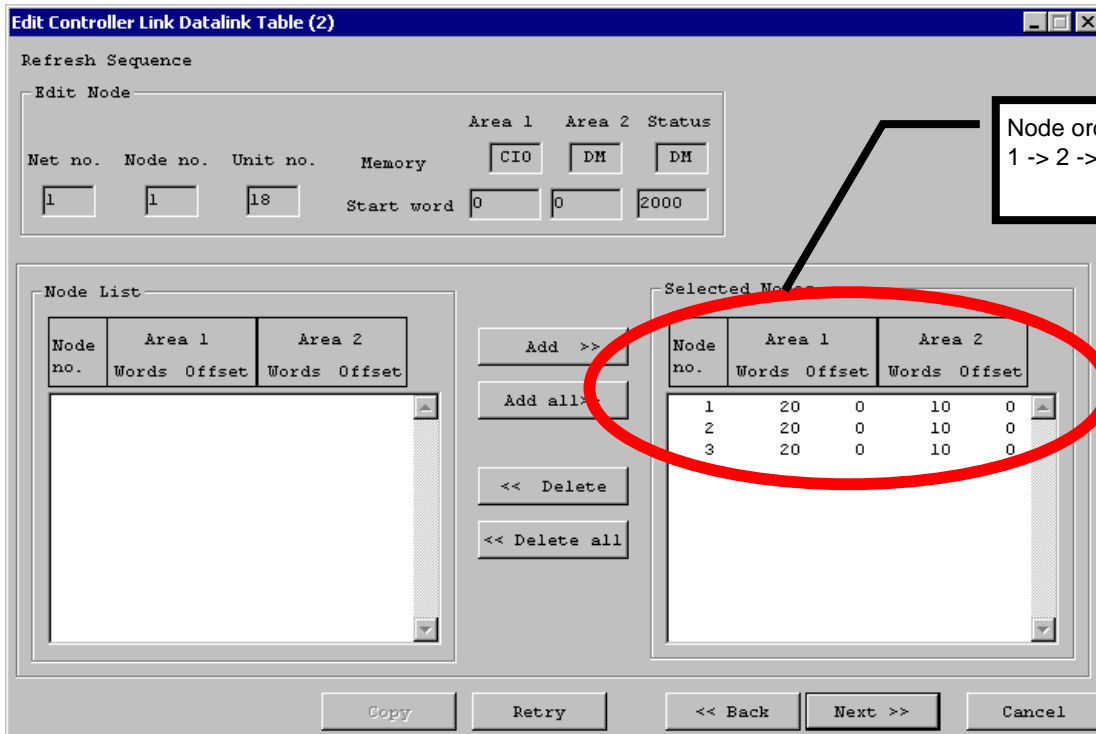 Edit Controller Link Datalink Table (2)
Refresh Sequence
Edit Node
Area 1 Area 2 Status
Net no. Node no. Unit no. Memory CIO DM DM
1 1 18 Start word 0 0 2000
Node
1 -> 2 ->
Node List
Node no. Area 1 Area 2
Words Offset Words Offset
Add >>
Add all>>
<< Delete
<< Delete all
Selected Nodes
Node no. Area 1 Area 2
Words Offset Words Offset
1 20 0 10 0
2 20 0 10 0
3 20 0 10 0
Copy Retry << Back Next >> Cancel